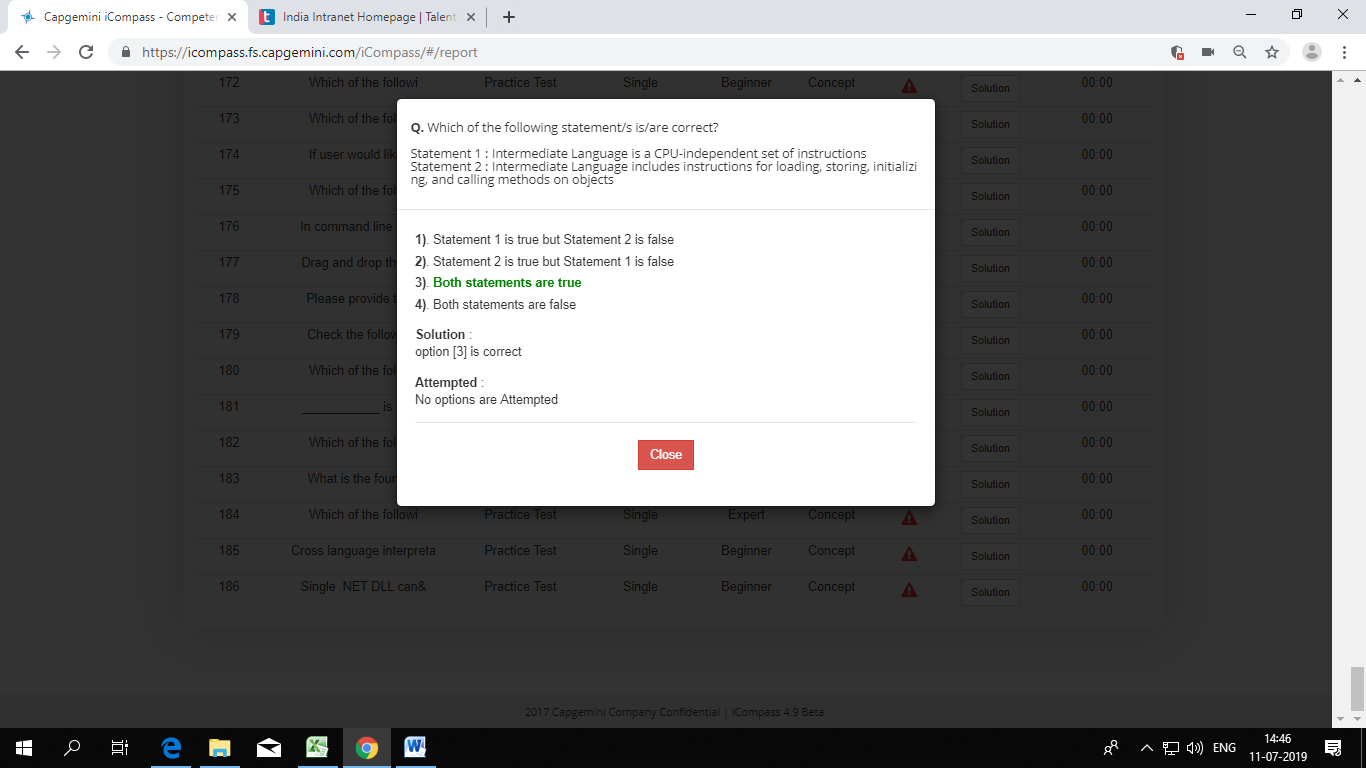 Capgemini iCompass - Competer
India Intranet Homepage | Talent
https://icompass.fs.capgemini.com/iCompass/#/report
172 Which of the followi Practice Test Single Beginner Concept Solution 00:00
173 Which of the fol Solution 00:00
174 If user would lik Solution 00:00
175 Which of the fol Solution 00:00
176 In command line Solution 00:00
177 Drag and drop th Solution 00:00
178 Please provide t Solution 00:00
179 Check the follow Solution 00:00
180 Which of the fol Solution 00:00
181 ___________ is Solution 00:00
182 Which of the fol Solution 00:00
183 What is the four Solution 00:00
184 Which of the followi Practice Test Single Expert Concept Solution 00:00
185 Cross language interpreta Practice Test Single Beginner Concept Solution 00:00
186 Single .NET DLL can& Practice Test Single Beginner Concept Solution 00:00
Q. Which of the following statement/s is/are correct?
Statement 1 : Intermediate Language is a CPU-independent set of instructions
Statement 2 : Intermediate Language includes instructions for loading, storing, initializi
ng, and calling methods on objects
1). Statement 1 is true but Statement 2 is false
2). Statement 2 is true but Statement 1 is false
3). Both statements are true
4). Both statements are false
Solution :
option [3] is correct
Attempted :
No options are Attempted
Close
2017 Capgemini Company Confidential | iCompass 4.9 Beta
ENG
14:46
11-07-2019